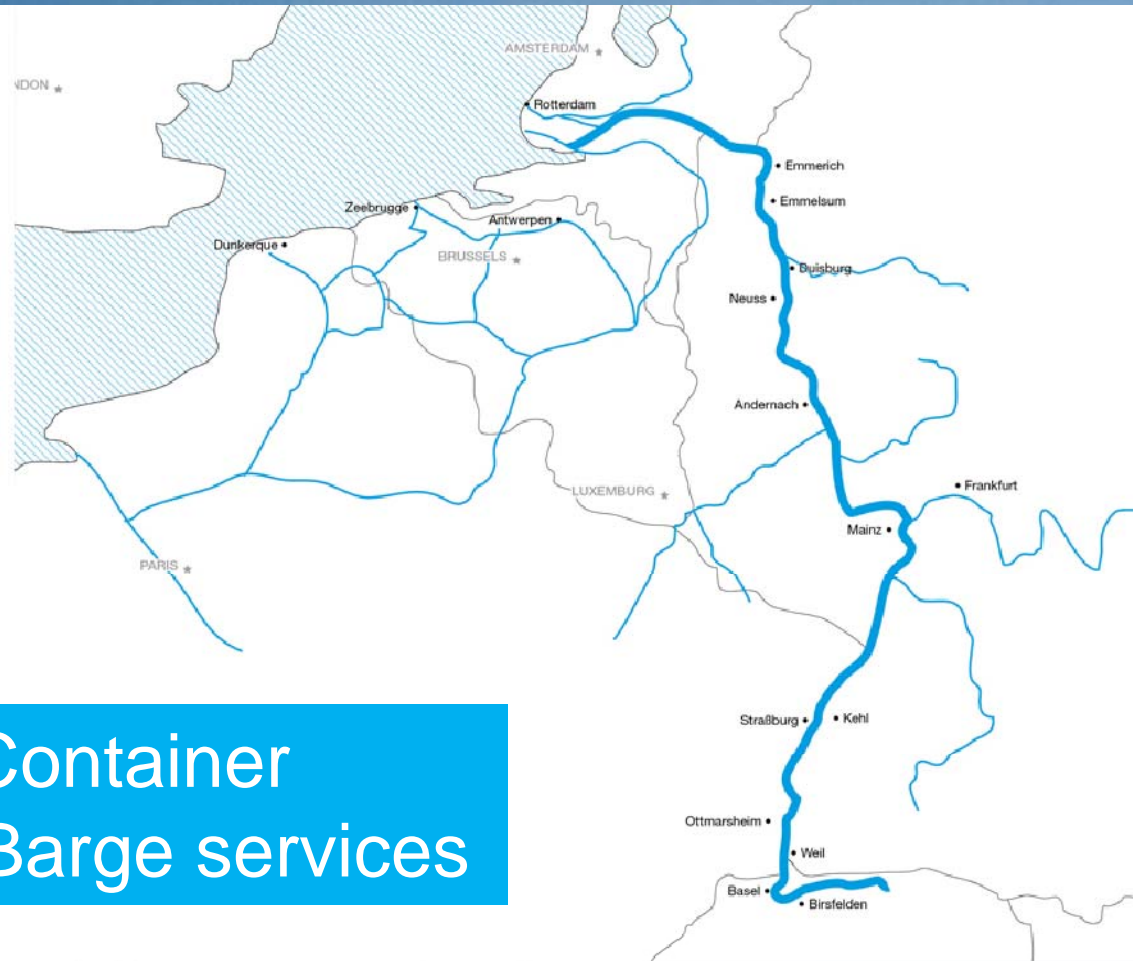 AMSTERDAM
NDON
Rotterdam
Emmerich
Emmelsum
Zeebrugge
Antwerpen
Dunkerque
BRUSSELS
Duisburg
Neuss
Andernach
Frankfurt
LUXEMBURG
Mainz
PARIS
Straßburg
Kehl
Container
Barge services
Ottmarsheim
Weil
Basel
Birsfelden